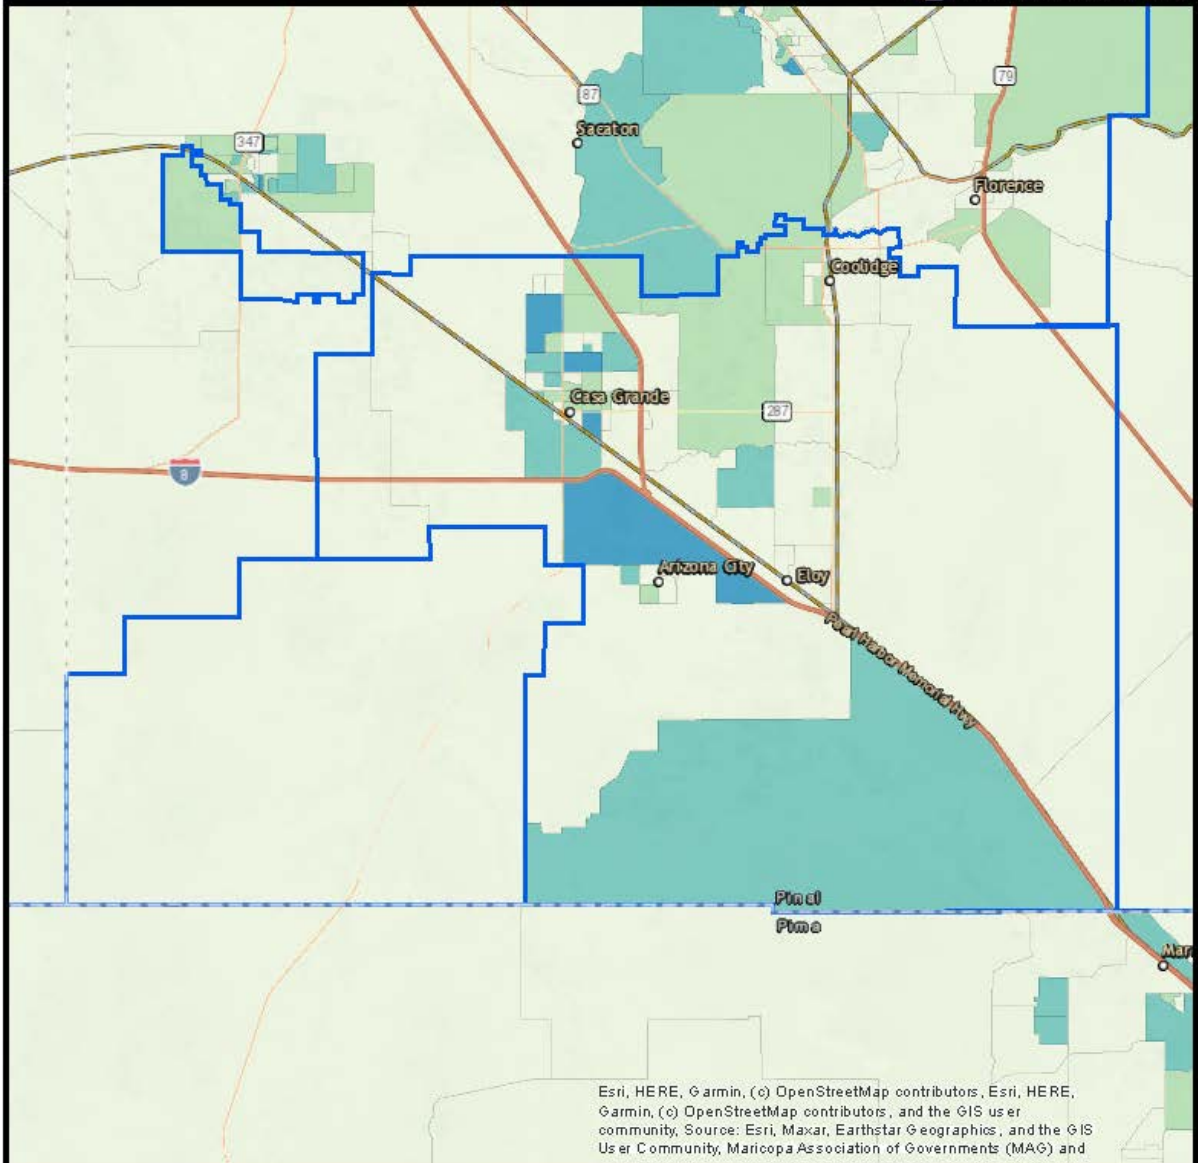 87
79
Sacaton
347
Florence
Coolidge
Casa Grande
287
8
Arizona City
Eloy
Pearl Harbor Memorial Hwy
Pinal
Pima
Mar
Esri, HERE, Garmin, (c) OpenStreetMap contributors, Esri, HERE,
Garmin, (c) OpenStreetMap contributors, and the GIS user
community, Source: Esri, Maxar, Earthstar Geographics, and the GIS
User Community, Maricopa Association of Governments (MAG) and